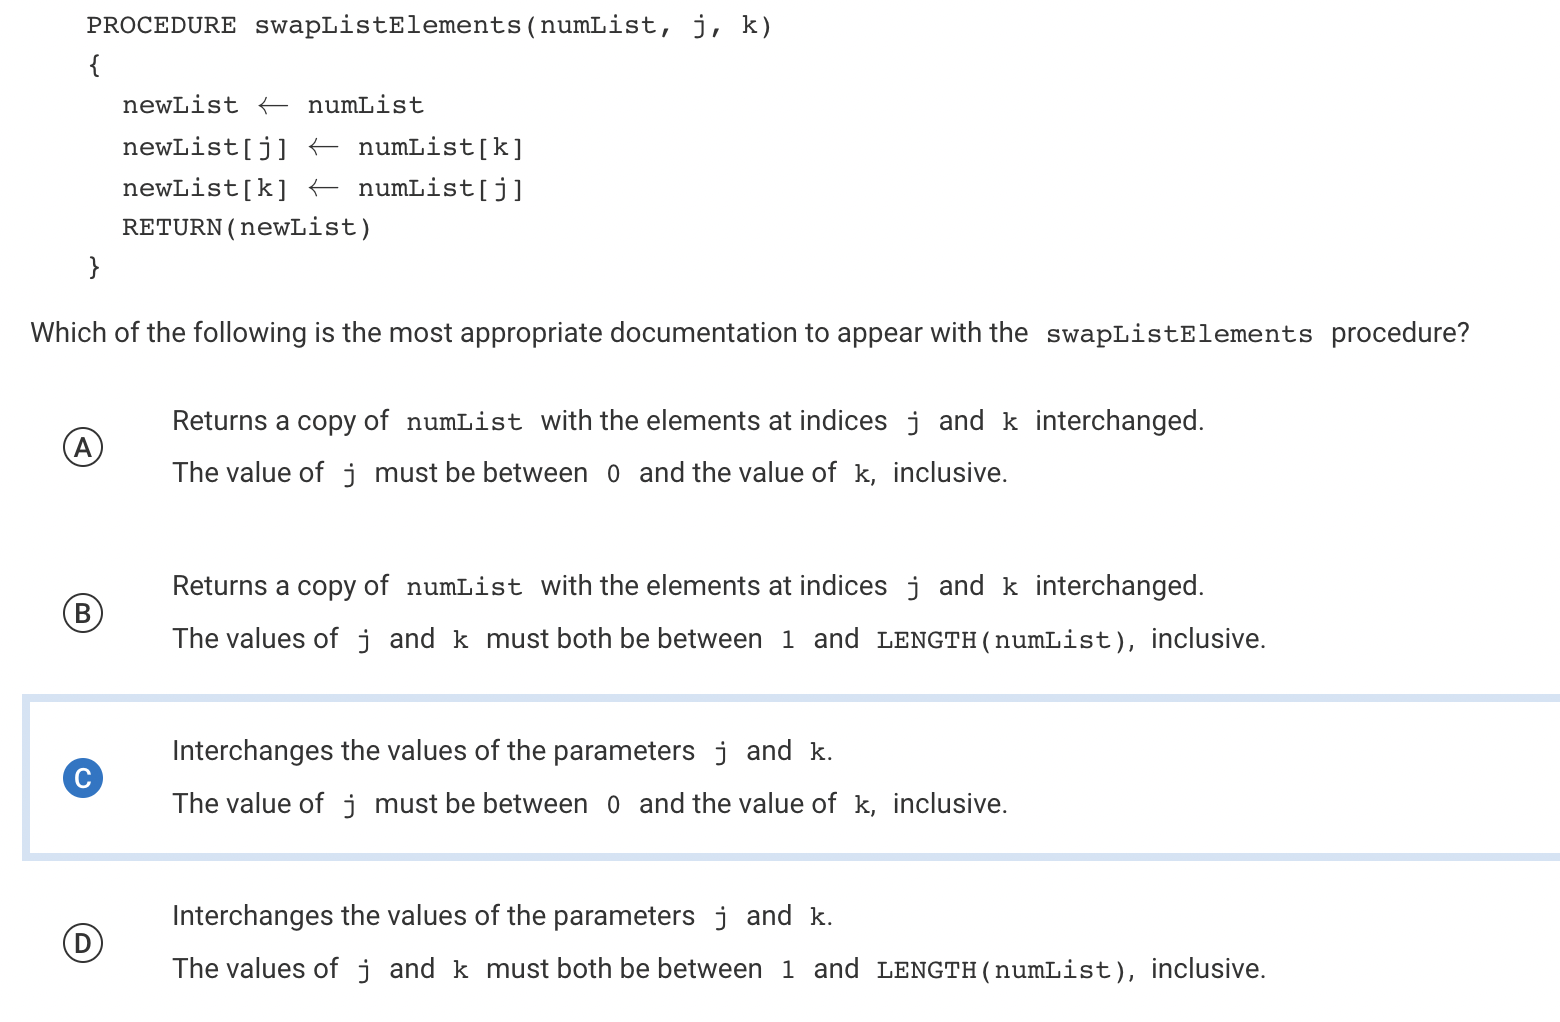 PROCEDURE swapListElements(numList, j, k)
{
newList ← numList
newList[j] ← numList[k]
newList[k] ← numList[j]
RETURN(newList)
}
Which of the following is the most appropriate documentation to appear with the swapListElements procedure?
A
Returns a copy of numList with the elements at indices j and k interchanged.
The value of j must be between 0 and the value of k, inclusive.
B
Returns a copy of numList with the elements at indices j and k interchanged.
The values of j and k must both be between 1 and LENGTH(numList), inclusive.
C
Interchanges the values of the parameters j and k.
The value of j must be between 0 and the value of k, inclusive.
D
Interchanges the values of the parameters j and k.
The values of j and k must both be between 1 and LENGTH(numList), inclusive.